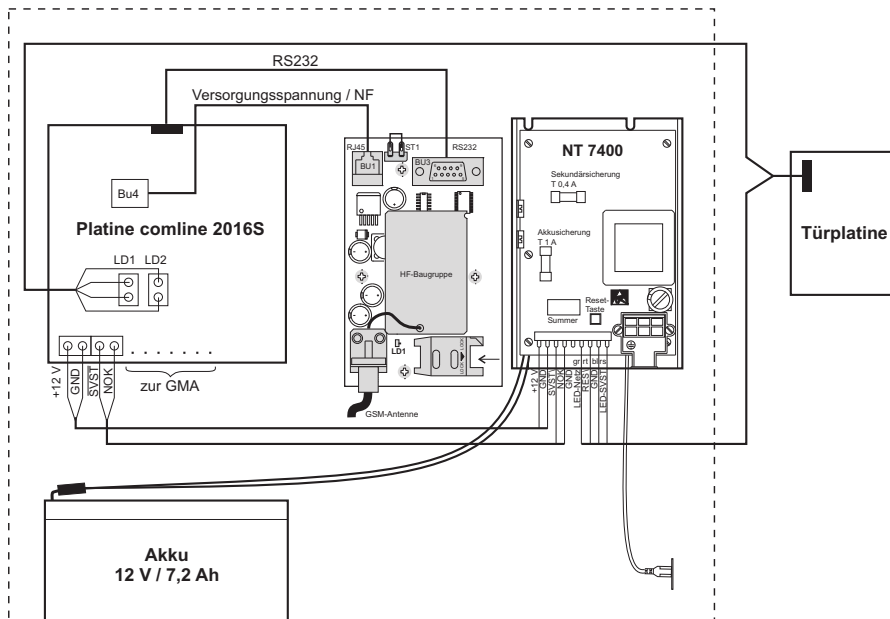 RS232
Versorgungsspannung / NF
RJ45
ST1
RS232
BU1
BU3
NT 7400
Sekundärsicherung
T 0,4 A
Bu4
Platine comline 2016S
Türplatine
Akkusicherung
T 1 A
LD1 LD2
HF-Baugruppe
Reset-
Taste
Summer
LD1
+12 V
GND
SVST
NOK
zur GMA
GSM-Antenne
gr rt bl rs
+12 V
GND
SVST
NOK
GND
LED-Netz
RES
GND
LED-SVST
Akku
12 V / 7,2 Ah